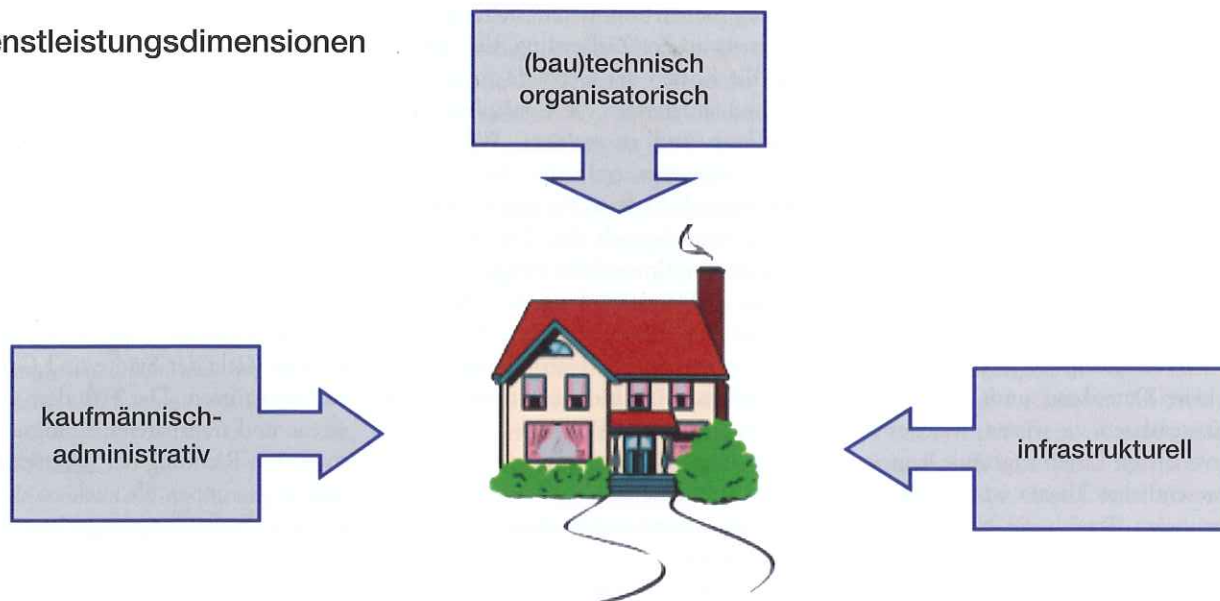 enstleistungsdimensionen
(bau)technisch
organisatorisch
kaufmännisch-
administrativ
infrastrukturell